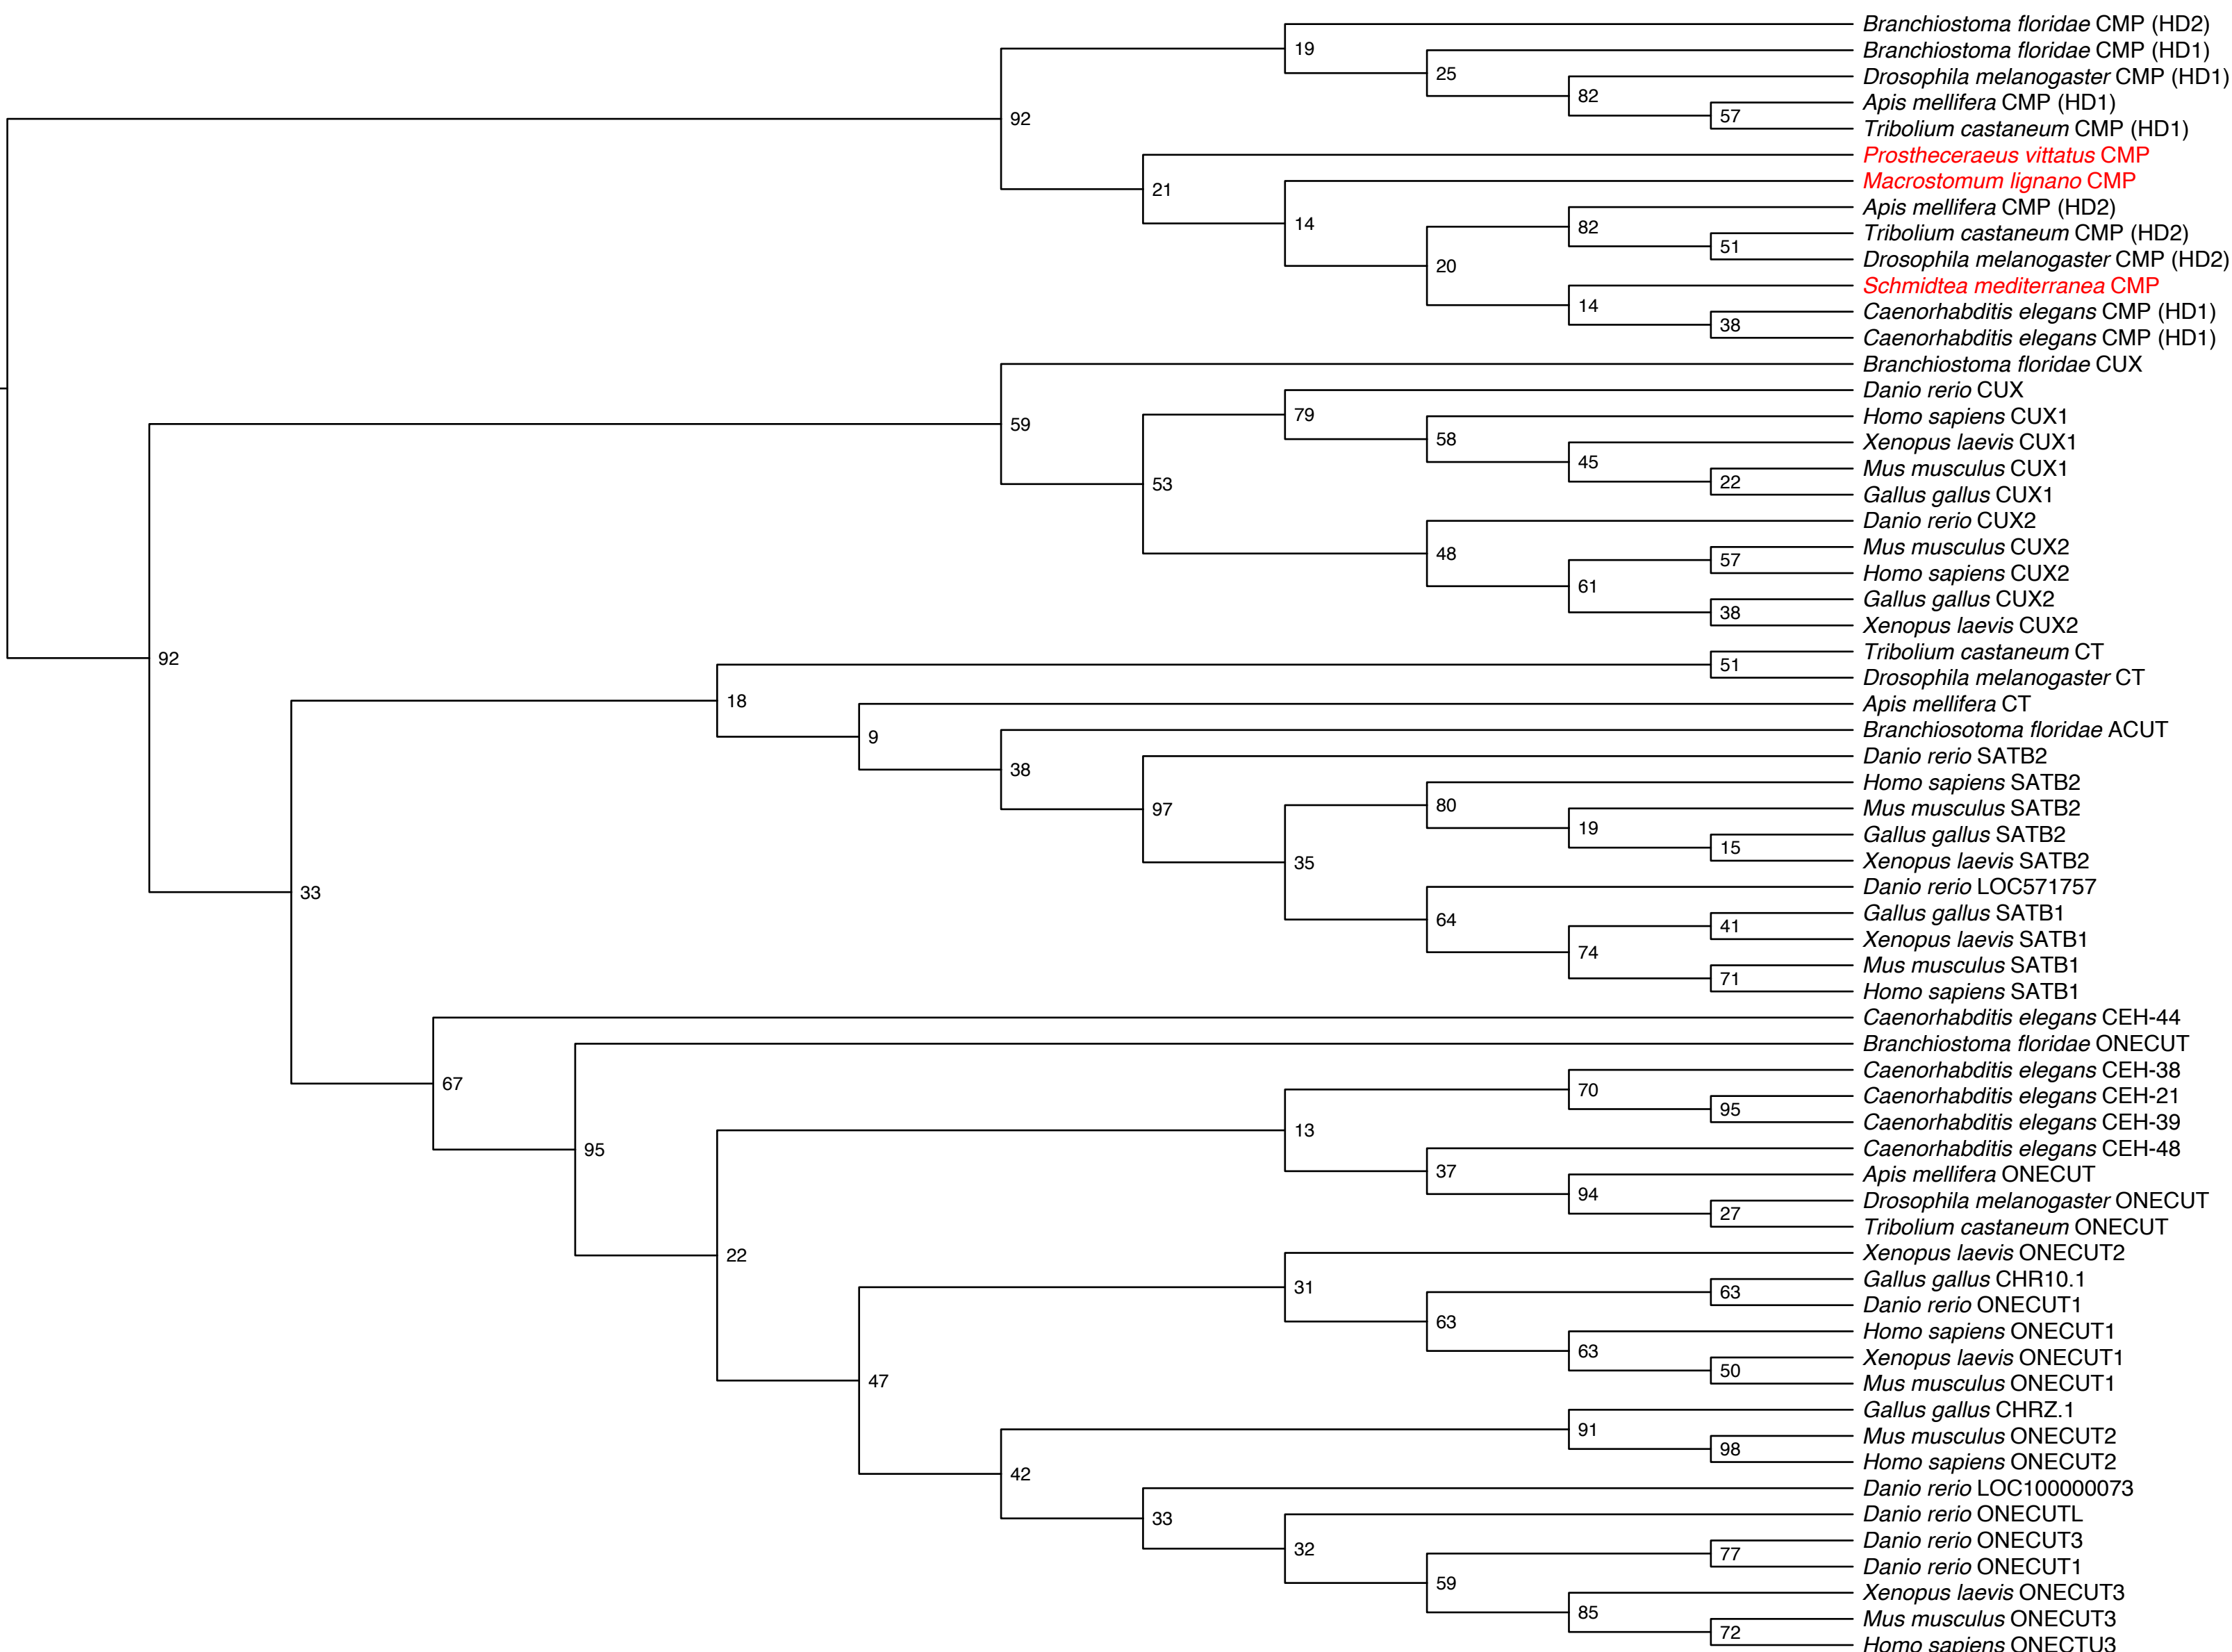 Branchiostoma floridae CMP (HD2)
19
Branchiostoma floridae CMP (HD1)
25
Drosophila melanogaster CMP (HD1)
82
Apis mellifera CMP (HD1)
57
92
Tribolium castaneum CMP (HD1)
Prostheceraeus vittatus CMP
21
Macrostomum lignano CMP
Apis mellifera CMP (HD2)
14
82
Tribolium castaneum CMP (HD2)
51
Drosophila melanogaster CMP (HD2)
20
Schmidtea mediterranea CMP
14
Caenorhabditis elegans CMP (HD1)
38
Caenorhabditis elegans CMP (HD1)
Branchiostoma floridae CUX
Danio rerio CUX
79
Homo sapiens CUX1
59
58
Xenopus laevis CUX1
45
Mus musculus CUX1
22
53
Gallus gallus CUX1
Danio rerio CUX2
48
Mus musculus CUX2
57
Homo sapiens CUX2
61
Gallus gallus CUX2
38
Xenopus laevis CUX2
92
Tribolium castaneum CT
51
Drosophila melanogaster CT
18
Apis mellifera CT
9
Branchiosotoma floridae ACUT
38
Danio rerio SATB2
Homo sapiens SATB2
80
97
Mus musculus SATB2
19
Gallus gallus SATB2
15
35
Xenopus laevis SATB2
33
Danio rerio LOC571757
64
Gallus gallus SATB1
41
Xenopus laevis SATB1
74
Mus musculus SATB1
71
Homo sapiens SATB1
Caenorhabditis elegans CEH-44
Branchiostoma floridae ONECUT
67
Caenorhabditis elegans CEH-38
70
Caenorhabditis elegans CEH-21
95
Caenorhabditis elegans CEH-39
13
95
Caenorhabditis elegans CEH-48
37
Apis mellifera ONECUT
94
Drosophila melanogaster ONECUT
27
Tribolium castaneum ONECUT
22
Xenopus laevis ONECUT2
31
Gallus gallus CHR10.1
63
Danio rerio ONECUT1
63
Homo sapiens ONECUT1
63
Xenopus laevis ONECUT1
50
47
Mus musculus ONECUT1
Gallus gallus CHRZ.1
91
Mus musculus ONECUT2
98
Homo sapiens ONECUT2
42
Danio rerio LOC100000073
33
Danio rerio ONECUTL
32
Danio rerio ONECUT3
77
Danio rerio ONECUT1
59
Xenopus laevis ONECUT3
85
Mus musculus ONECUT3
72
Homo sapiens ONECTU3